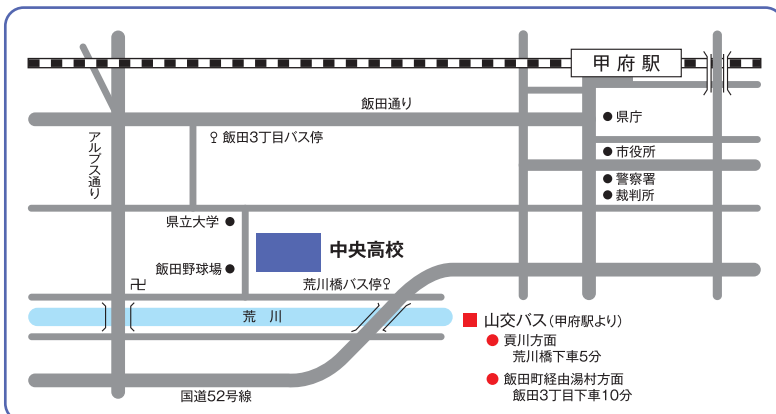 甲府駅
飯田通り
県庁
アルプス通り
飯田3丁目バス停
市役所
警察署
裁判所
県立大学
中央高校
飯田野球場
卍
荒川橋バス停
荒川
山交バス(甲府駅より)
貢川方面
荒川橋下車5分
飯田町経由湯村方面
飯田3丁目下車10分
国道52号線